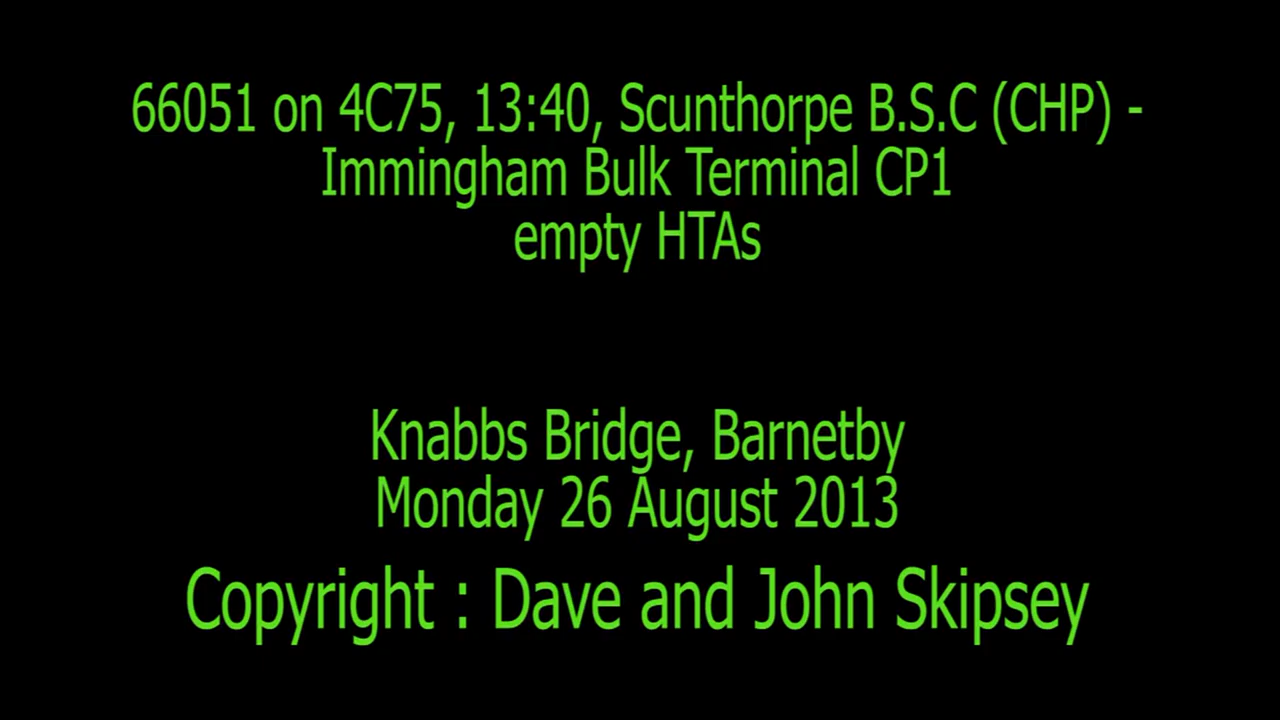 66051 on 4C75, 13:40, Scunthorpe B.S.C (CHP) -
Immingham Bulk Terminal CP1
empty HTAs
Knabbs Bridge, Barnetby
Monday 26 August 2013
Copyright : Dave and John Skipsey